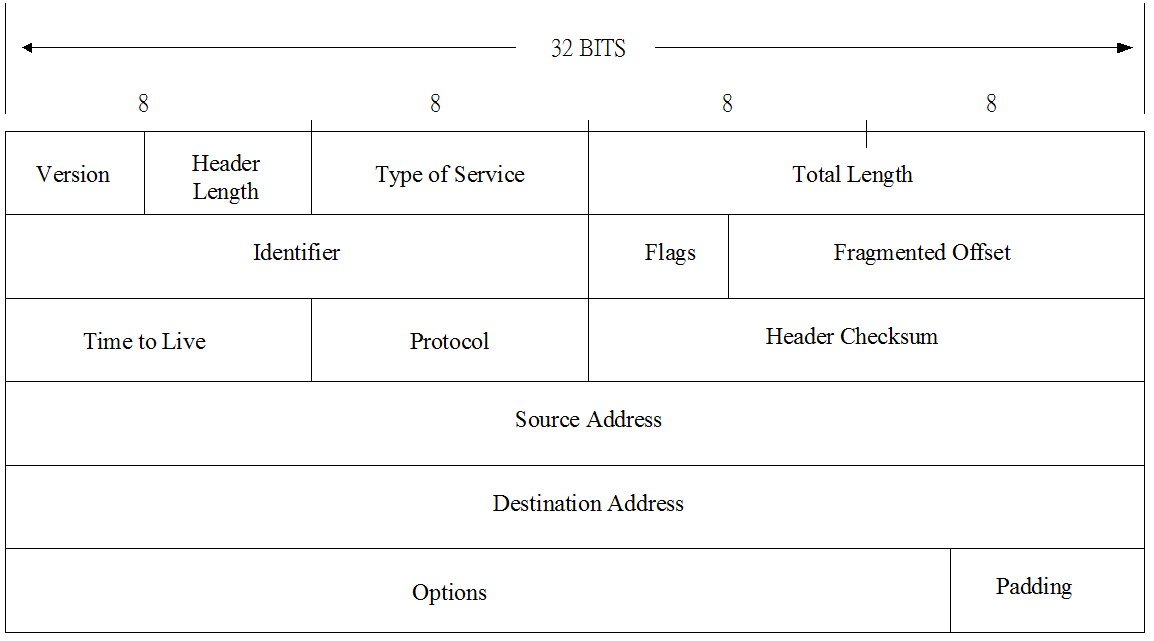 32 BITS
8 8 8 8
Version Header Length Type of Service Total Length
Identifier Flags Fragmented Offset
Time to Live Protocol Header Checksum
Source Address
Destination Address
Options Padding